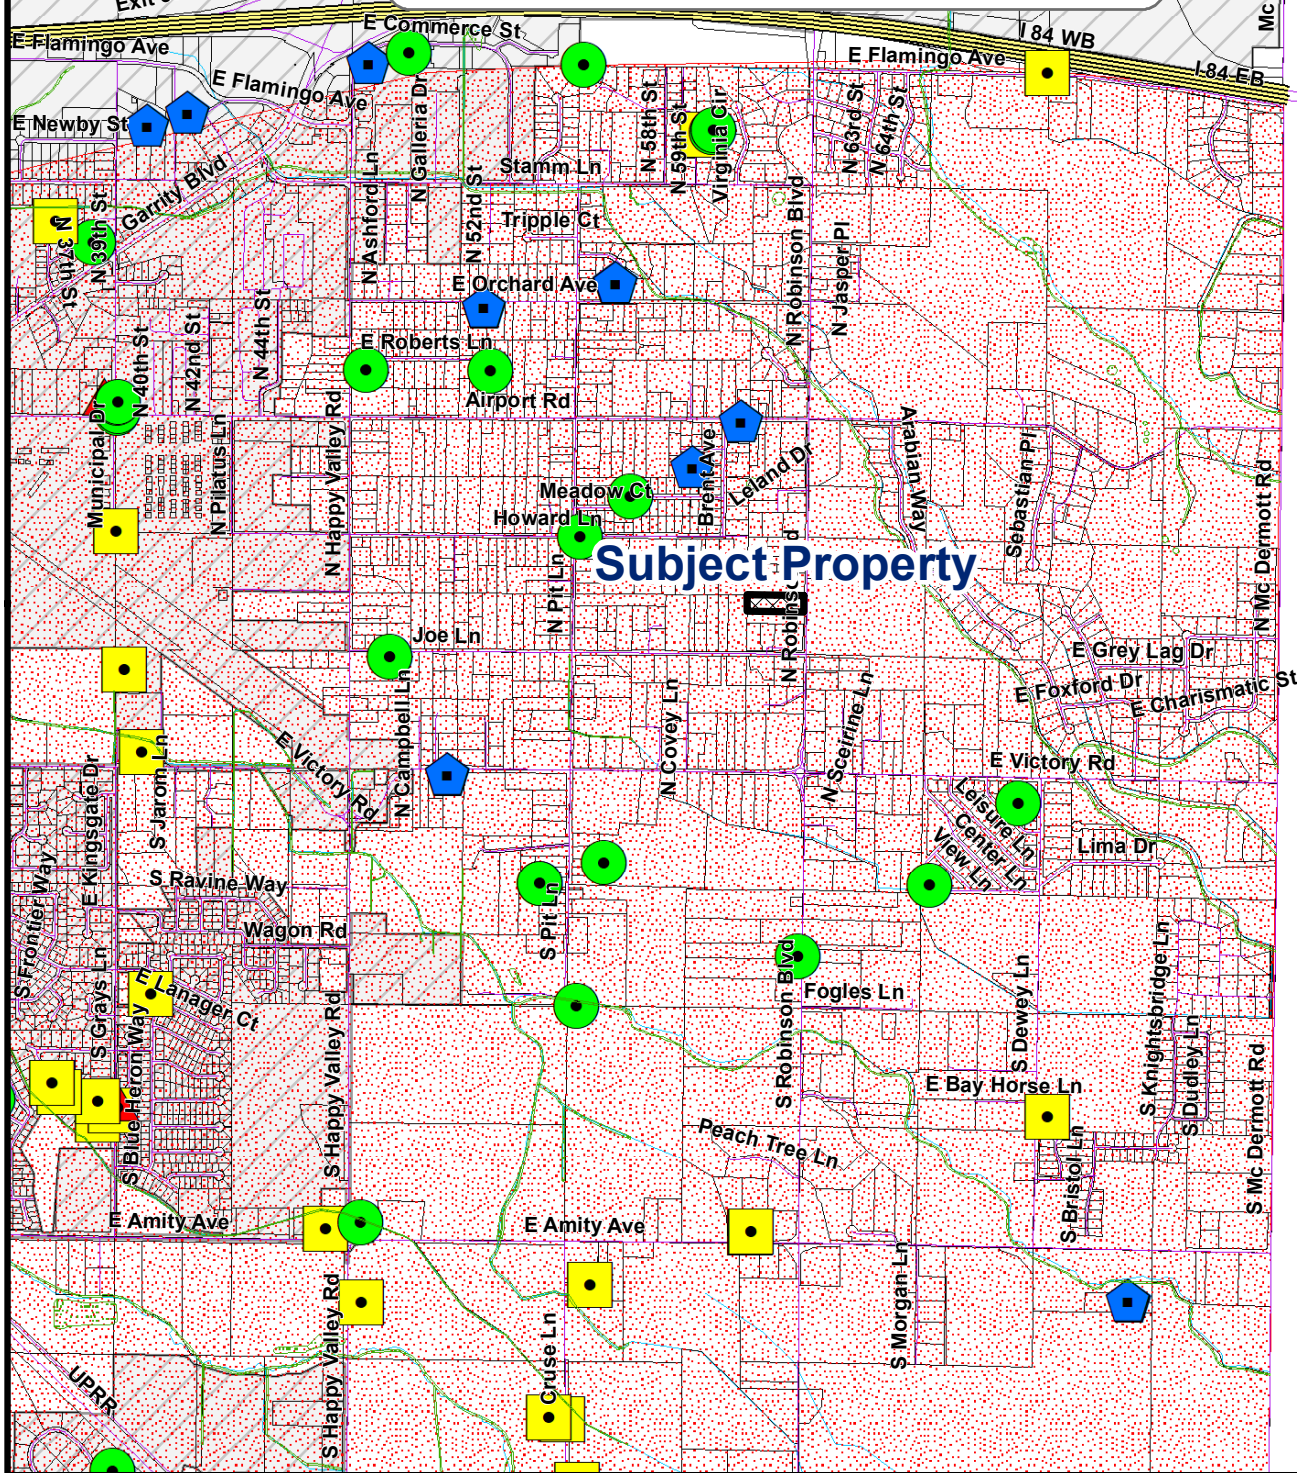 E Commerce St
I 84 WB
E Flamingo Ave
E Flamingo Ave
I 84 EB
E Flamingo Ave
E Newby St
N Galleria Dr
N 58th St
N 59th St
Virginia Cir
N 63rd St
N 64th St
Garrity Blvd
Stamm Ln
N Ashford Ln
N 52nd St
N 37th St
N 39th St
Tripple Ct
N Robinson Blvd
N Jasper Pl
E Orchard Ave
N 40th St
N 42nd St
N 44th St
E Roberts Ln
Airport Rd
Municipal Dr
N Pilatus Ln
N Happy Valley Rd
Brent Ave
Leland Dr
Arabian Way
Sebastian Pl
N Mc Dermott Rd
Meadow Ct
Howard Ln
Subject Property
N Pit Ln
Joe Ln
E Grey Lag Dr
E Foxford Dr
E Charismatic St
N Campbell Ln
N Covey Ln
N Sceirine Ln
E Victory Rd
E Victory Rd
S Jarom Ln
E Kingsgate Dr
Leisure Ln
Center Ln
View Ln
Lima Dr
S Frontier Way
S Ravine Way
Wagon Rd
S Pit Ln
S Robinson Blvd
Fogles Ln
S Dewey Ln
S Knightsbridge Ln
S Dudley Ln
E Lanager Ct
S Grays Ln
S Blue Heron Way
S Happy Valley Rd
E Bay Horse Ln
S Mc Dermott Rd
Peach Tree Ln
S Bristol Ln
E Amity Ave
E Amity Ave
S Morgan Ln
S Happy Valley Rd
Cruse Ln
UPRR